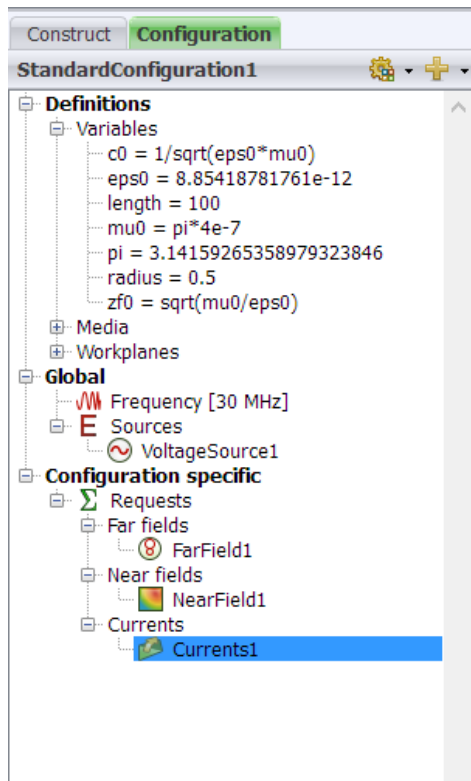 Construct Configuration
StandardConfiguration1
Definitions
Variables
c0 = 1/sqrt(eps0*mu0)
eps0 = 8.85418781761e-12
length = 100
mu0 = pi*4e-7
pi = 3.14159265358979323846
radius = 0.5
zf0 = sqrt(mu0/eps0)
Media
Workplanes
Global
Frequency [30 MHz]
E Sources
VoltageSource1
Configuration specific
Σ Requests
Far fields
FarField1
Near fields
NearField1
Currents
Currents1